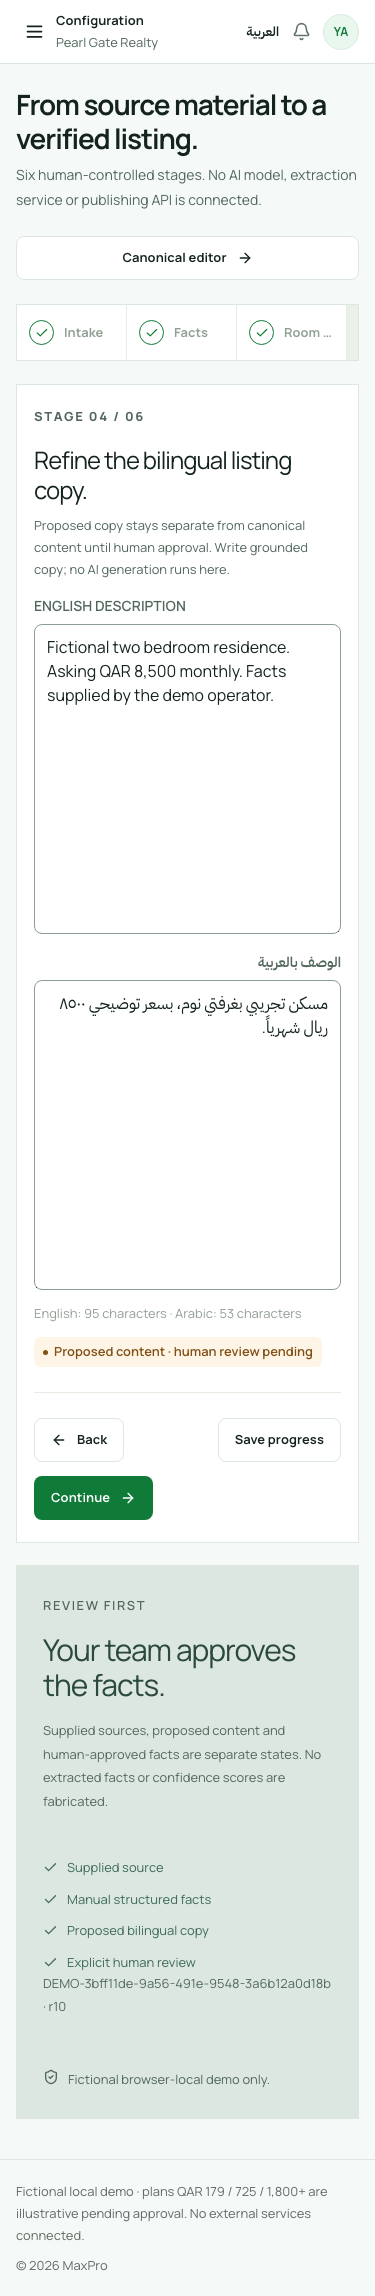 Configuration
Pearl Gate Realty
العربية
YA
From source material to a
verified listing.
Six human-controlled stages. No AI model, extraction
service or publishing API is connected.
Canonical editor
Intake
Facts
Room ...
STAGE 04 / 06
Refine the bilingual listing
copy.
Proposed copy stays separate from canonical
content until human approval. Write grounded
copy; no AI generation runs here.
ENGLISH DESCRIPTION
Fictional two bedroom residence.
Asking QAR 8,500 monthly. Facts
supplied by the demo operator.
الوصف بالعربية
مسكن تجريبي بغرفتي نوم، بسعر توضيحي ٨٥٠٠
ريال شهرياً.
English: 95 characters · Arabic: 53 characters
Proposed content · human review pending
Back
Save progress
Continue
REVIEW FIRST
Your team approves
the facts.
Supplied sources, proposed content and
human-approved facts are separate states. No
extracted facts or confidence scores are
fabricated.
Supplied source
Manual structured facts
Proposed bilingual copy
Explicit human review
DEMO-3bff11de-9a56-491e-9548-3a6b12a0d18b
· r10
Fictional browser-local demo only.
Fictional local demo · plans QAR 179 / 725 / 1,800+ are
illustrative pending approval. No external services
connected.
© 2026 MaxPro